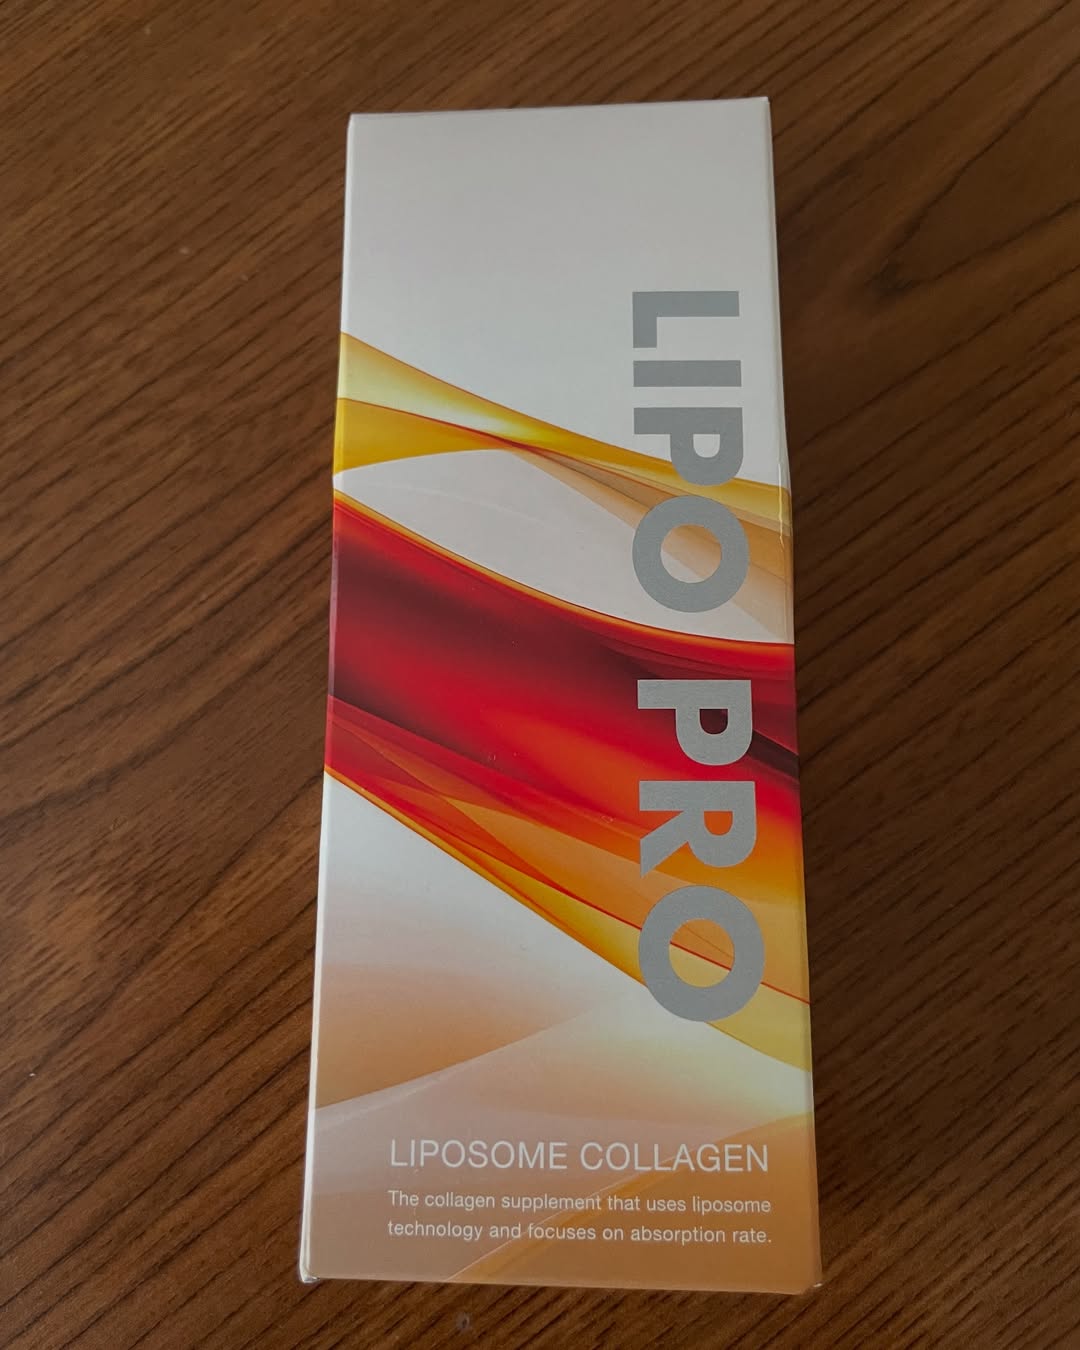 LIPO PRO
LIPOSOME COLLAGEN
The collagen supplement that uses liposome
technology and focuses on absorption rate.